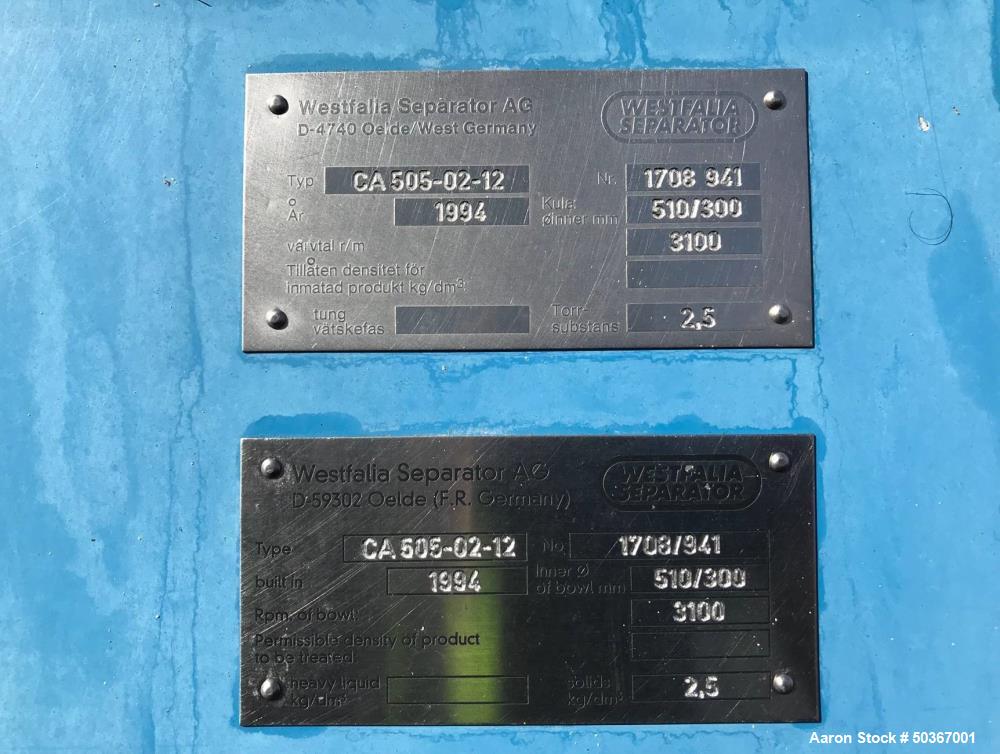 Westfalia Separator AG
D-4740 Oelde/West Germany
WESTFALIA
SEPARATOR
Typ CA 505-02-12 Nr. 1708 941
År 1994 Kula: Ønner mm 510/300
varvtal r/m 3100
Tillåten densitet för
inmatad produkt kg/dm³:
tung
vätskefas
Torr-
substans 2,5
Westfalia Separator AG
D-59302 Oelde (F.R. Germany)
WESTFALIA
SEPARATOR
Type CA 505-02-12 No. 1708/941
built in 1994 Inner Ø
of bowl mm 510/300
Rpm. of bowl: 3100
Permissible density of product
to be treated
heavy liquid
kg/dm³
solids
kg/dm³ 2,5
Aaron Stock # 50367001